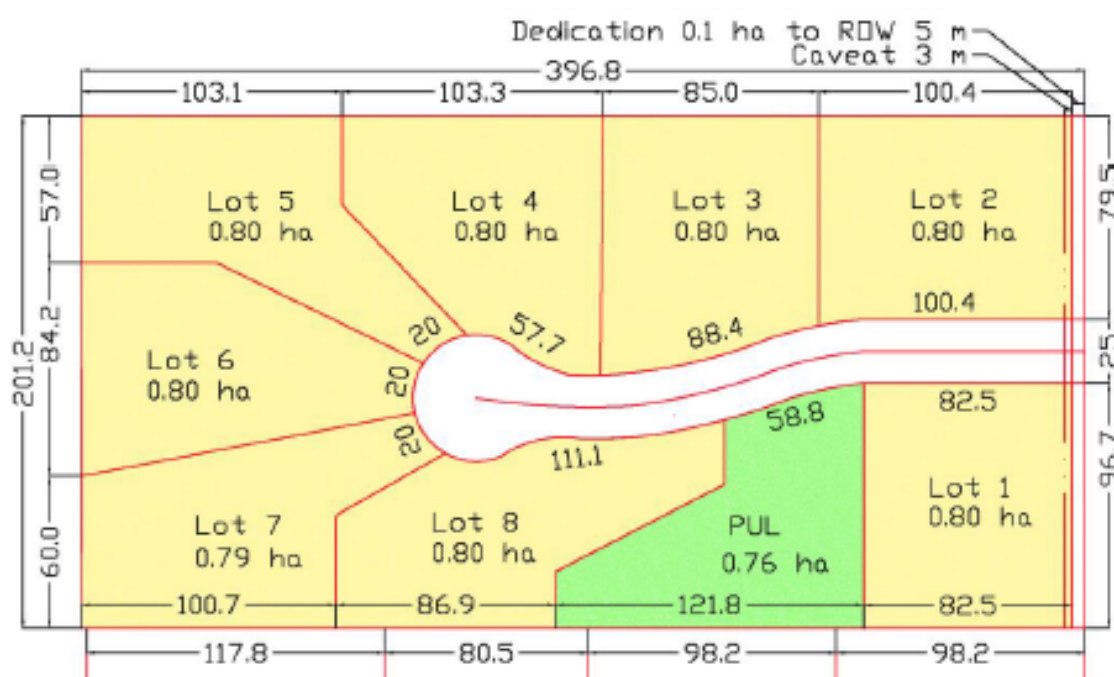 Dedication 0.1 ha to ROW 5 m
Caveat 3 m
396.8
103.1
103.3
85.0
100.4
57.0
84.2
201.2
60.0
79.5
25.
96.7
Lot 5
0.80 ha
Lot 4
0.80 ha
Lot 3
0.80 ha
Lot 2
0.80 ha
100.4
20
57.7
88.4
20
Lot 6
0.80 ha
20
82.5
58.8
111.1
Lot 7
0.79 ha
Lot 8
0.80 ha
PUL
0.76 ha
Lot 1
0.80 ha
100.7
86.9
121.8
82.5
117.8
80.5
98.2
98.2